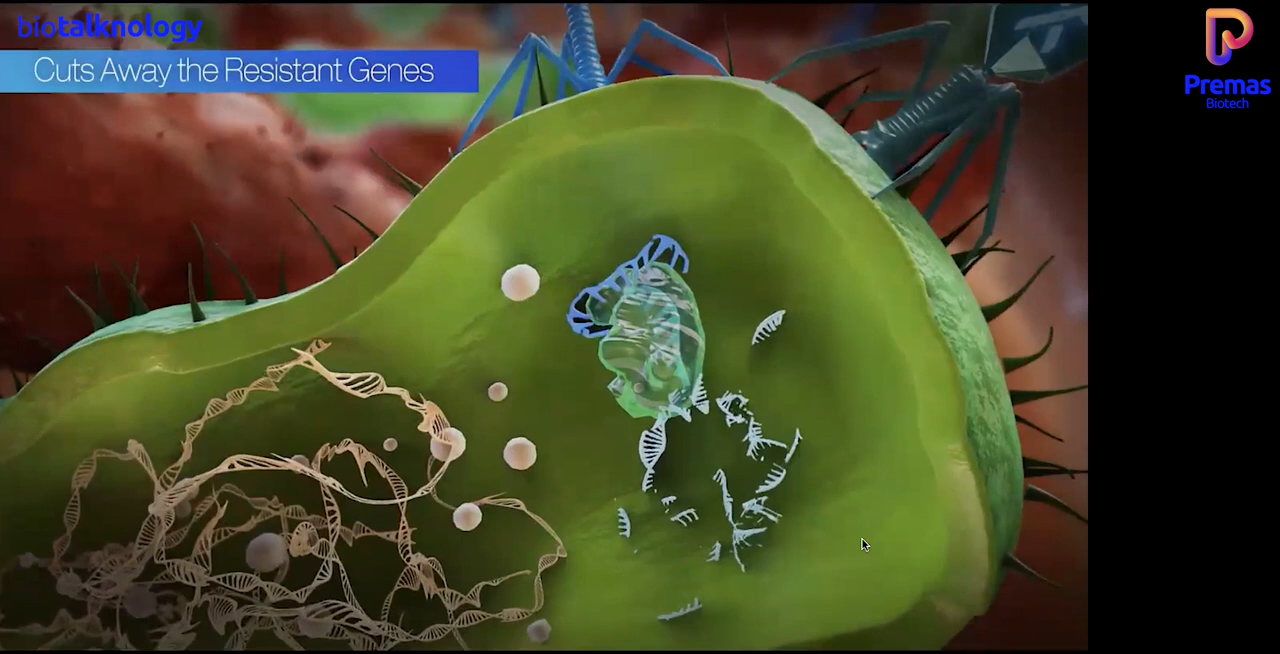 biotalknology
Cuts Away the Resistant Genes
Premas
Biotech